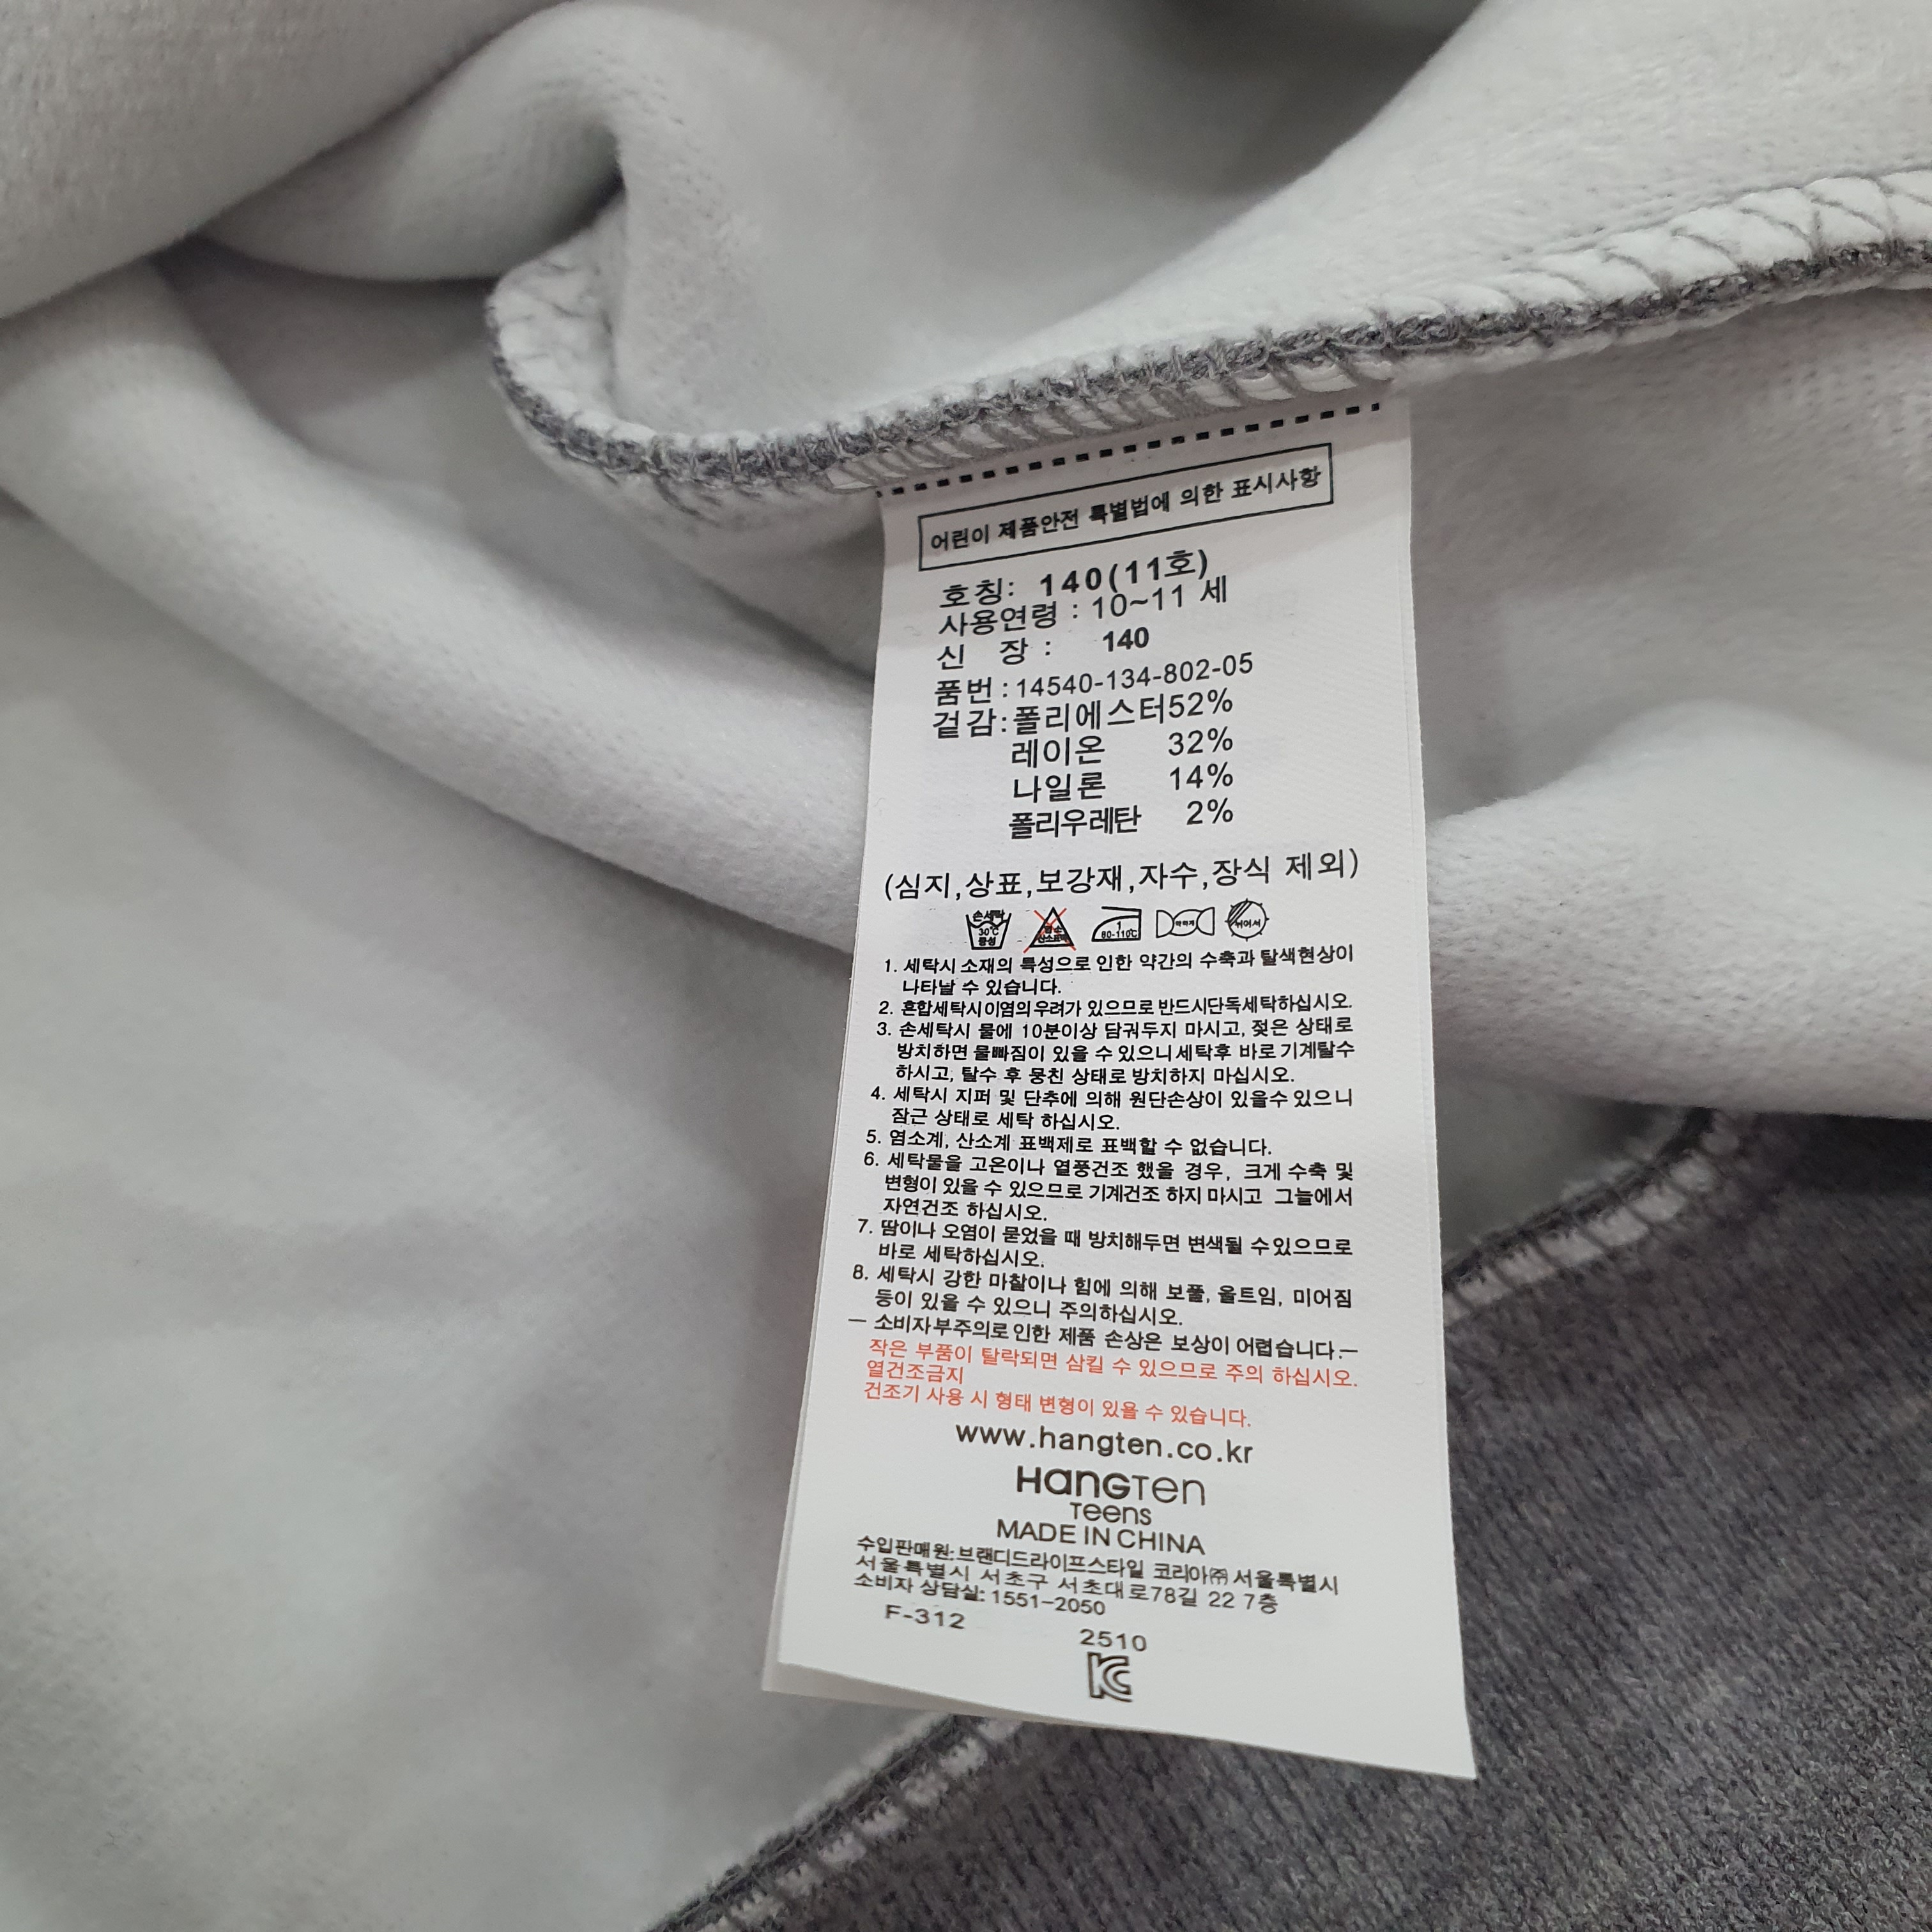 어린이 제품안전 특별법에 의한 표시사항
호칭: 140(11호)
사용연령 : 10~11 세
신 장 : 140
품번 : 14540-134-802-05
겉감: 폴리에스터52%
레이온 32%
나일론 14%
폴리우레탄 2%
(심지,상표,보강재,자수,장식 제외)
손세탁
30℃
중성
염소
산소표백
1
80-110℃
약하게
뉘어서
1. 세탁시 소재의 특성으로 인한 약간의 수축과 탈색현상이
나타날 수 있습니다.
2. 혼합세탁시이염의우려가 있으므로 반드시단독세탁하십시오.
3. 손세탁시 물에 10분이상 담궈두지 마시고, 젖은 상태로
방치하면 물빠짐이 있을 수 있으니 세탁후 바로 기계탈수
하시고, 탈수 후 뭉친 상태로 방치하지 마십시오.
4. 세탁시 지퍼 및 단추에 의해 원단손상이 있을수 있으니
잠근 상태로 세탁 하십시오.
5. 염소계, 산소계 표백제로 표백할 수 없습니다.
6. 세탁물을 고온이나 열풍건조 했을 경우, 크게 수축 및
변형이 있을 수 있으므로 기계건조 하지 마시고 그늘에서
자연건조 하십시오.
7. 땀이나 오염이 묻었을 때 방치해두면 변색될 수있으므로
바로 세탁하십시오.
8. 세탁시 강한 마찰이나 힘에 의해 보풀, 올트임, 미어짐
등이 있을 수 있으니 주의하십시오.
— 소비자부주의로인한 제품 손상은 보상이 어렵습니다.—
작은 부품이 탈락되면 삼킬 수 있으므로 주의 하십시오.
열건조금지
건조기 사용 시 형태 변형이 있을 수 있습니다.
www.hangten.co.kr
HANGTEN
Teens
MADE IN CHINA
수입판매원: 브랜디드라이프스타일 코리아㈜ 서울특별시
서울특별시 서초구 서초대로78길 22 7층
소비자 상담실: 1551-2050
F-312
2510
KC